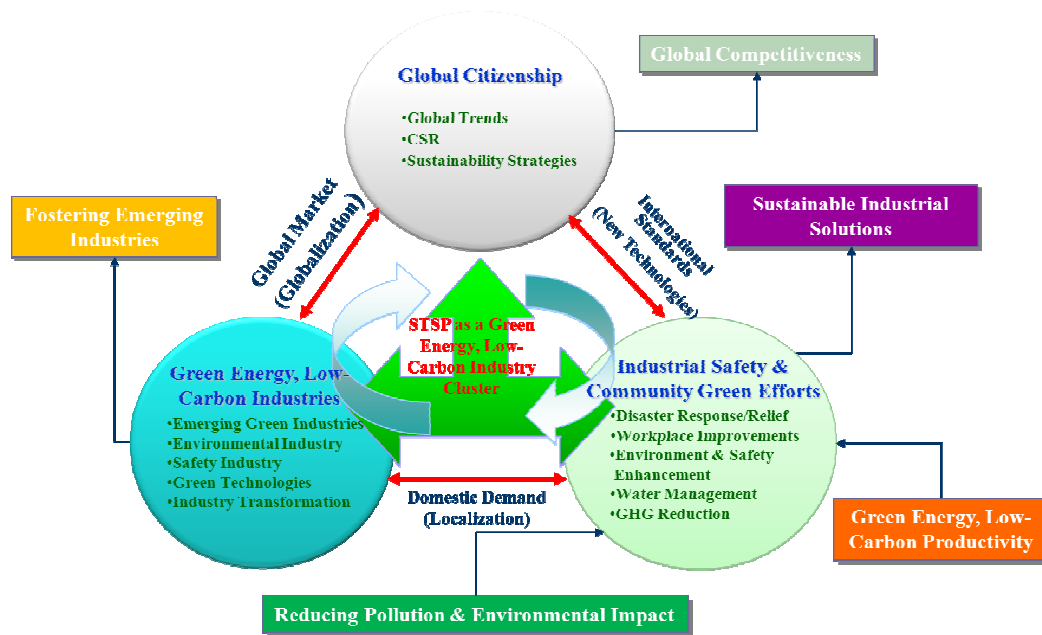 Global Competitiveness
Global Citizenship
•Global Trends
•CSR
•Sustainability Strategies
Fostering Emerging
Industries
Global Market
(Globalization)
International
Standards
(New Technologies)
Sustainable Industrial
Solutions
STSP as a Green
Energy, Low-
Carbon Industry
Cluster
Green Energy, Low-
Carbon Industries
•Emerging Green Industries
•Environmental Industry
•Safety Industry
•Green Technologies
•Industry Transformation
Industrial Safety &
Community Green Efforts
•Disaster Response/Relief
•Workplace Improvements
•Environment & Safety
Enhancement
•Water Management
•GHG Reduction
Domestic Demand
(Localization)
Green Energy, Low-
Carbon Productivity
Reducing Pollution & Environmental Impact